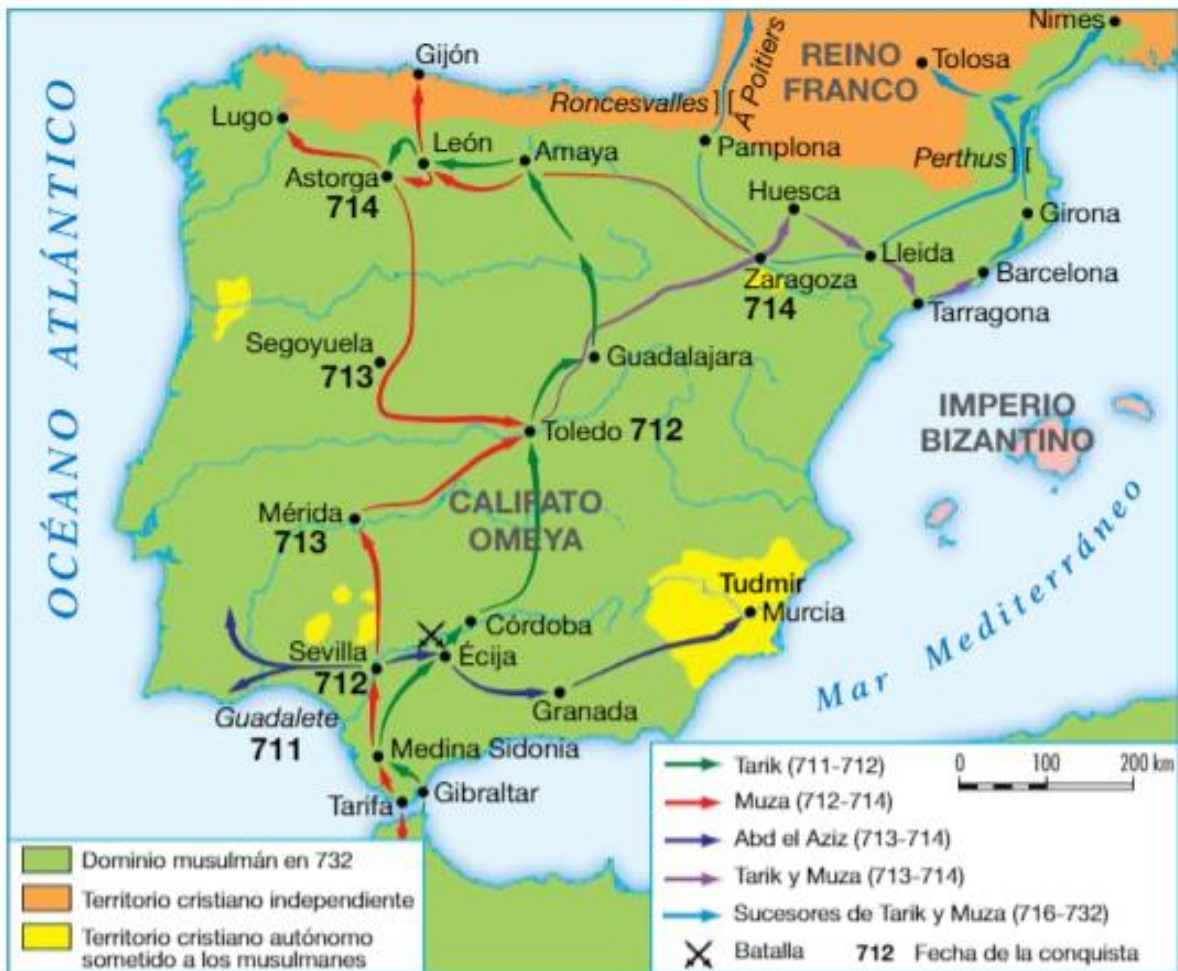 Nimes
Gijón
REINO
FRANCO
Tolosa
Á Poitiers
Roncesvalles
Lugo
León
Amaya
Pamplona
Perthus
Astorga
714
Huesca
Girona
Lleida
Zaragoza
714
Barcelona
Tarragona
OCÉANO ATLÁNTICO
Segoyuela
713
Guadalajara
IMPERIO
BIZANTINO
Toledo 712
Mérida
713
CALIFATO
OMEYA
Mar Mediterráneo
Tudmir
Murcia
Córdoba
Sevilla
712
Écija
Granada
Guadalete
711
Medina Sidonia
Tarifa
Gibraltar
Dominio musulmán en 732
Territorio cristiano independiente
Territorio cristiano autónomo
sometido a los musulmanes
Tarik (711-712)
Muza (712-714)
Abd el Aziz (713-714)
Tarik y Muza (713-714)
Sucesores de Tarik y Muza (716-732)
Batalla 712 Fecha de la conquista
0 100 200 km